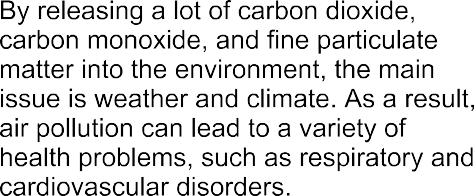 By releasing a lot of carbon dioxide,
carbon monoxide, and fine particulate
matter into the environment, the main
issue is weather and climate. As a result,
air pollution can lead to a variety of
health problems, such as respiratory and
cardiovascular disorders.